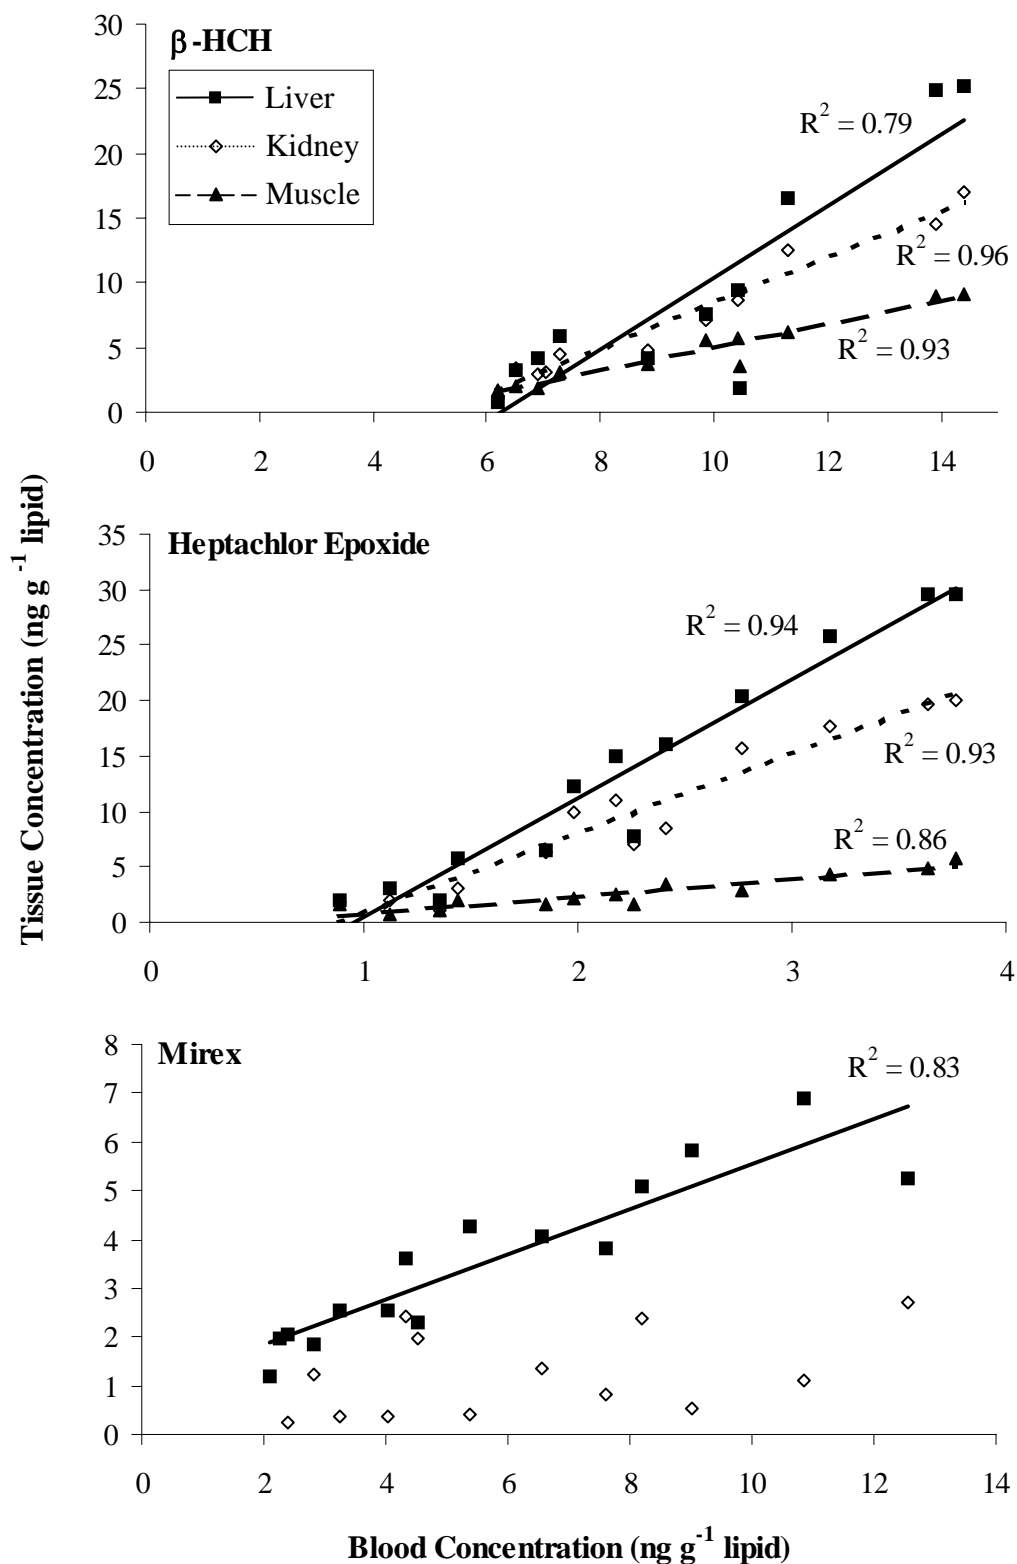 β-HCH
Liver
Kidney
Muscle
30
25
20
15
10
5
0
R² = 0.79
R² = 0.96
R² = 0.93
0 2 4 6 8 10 12 14
Tissue Concentration (ng g⁻¹ lipid)
Heptachlor Epoxide
35
30
25
20
15
10
5
0
R² = 0.94
R² = 0.93
R² = 0.86
0 1 2 3 4
Mirex
8
7
6
5
4
3
2
1
0
R² = 0.83
0 2 4 6 8 10 12 14
Blood Concentration (ng g⁻¹ lipid)